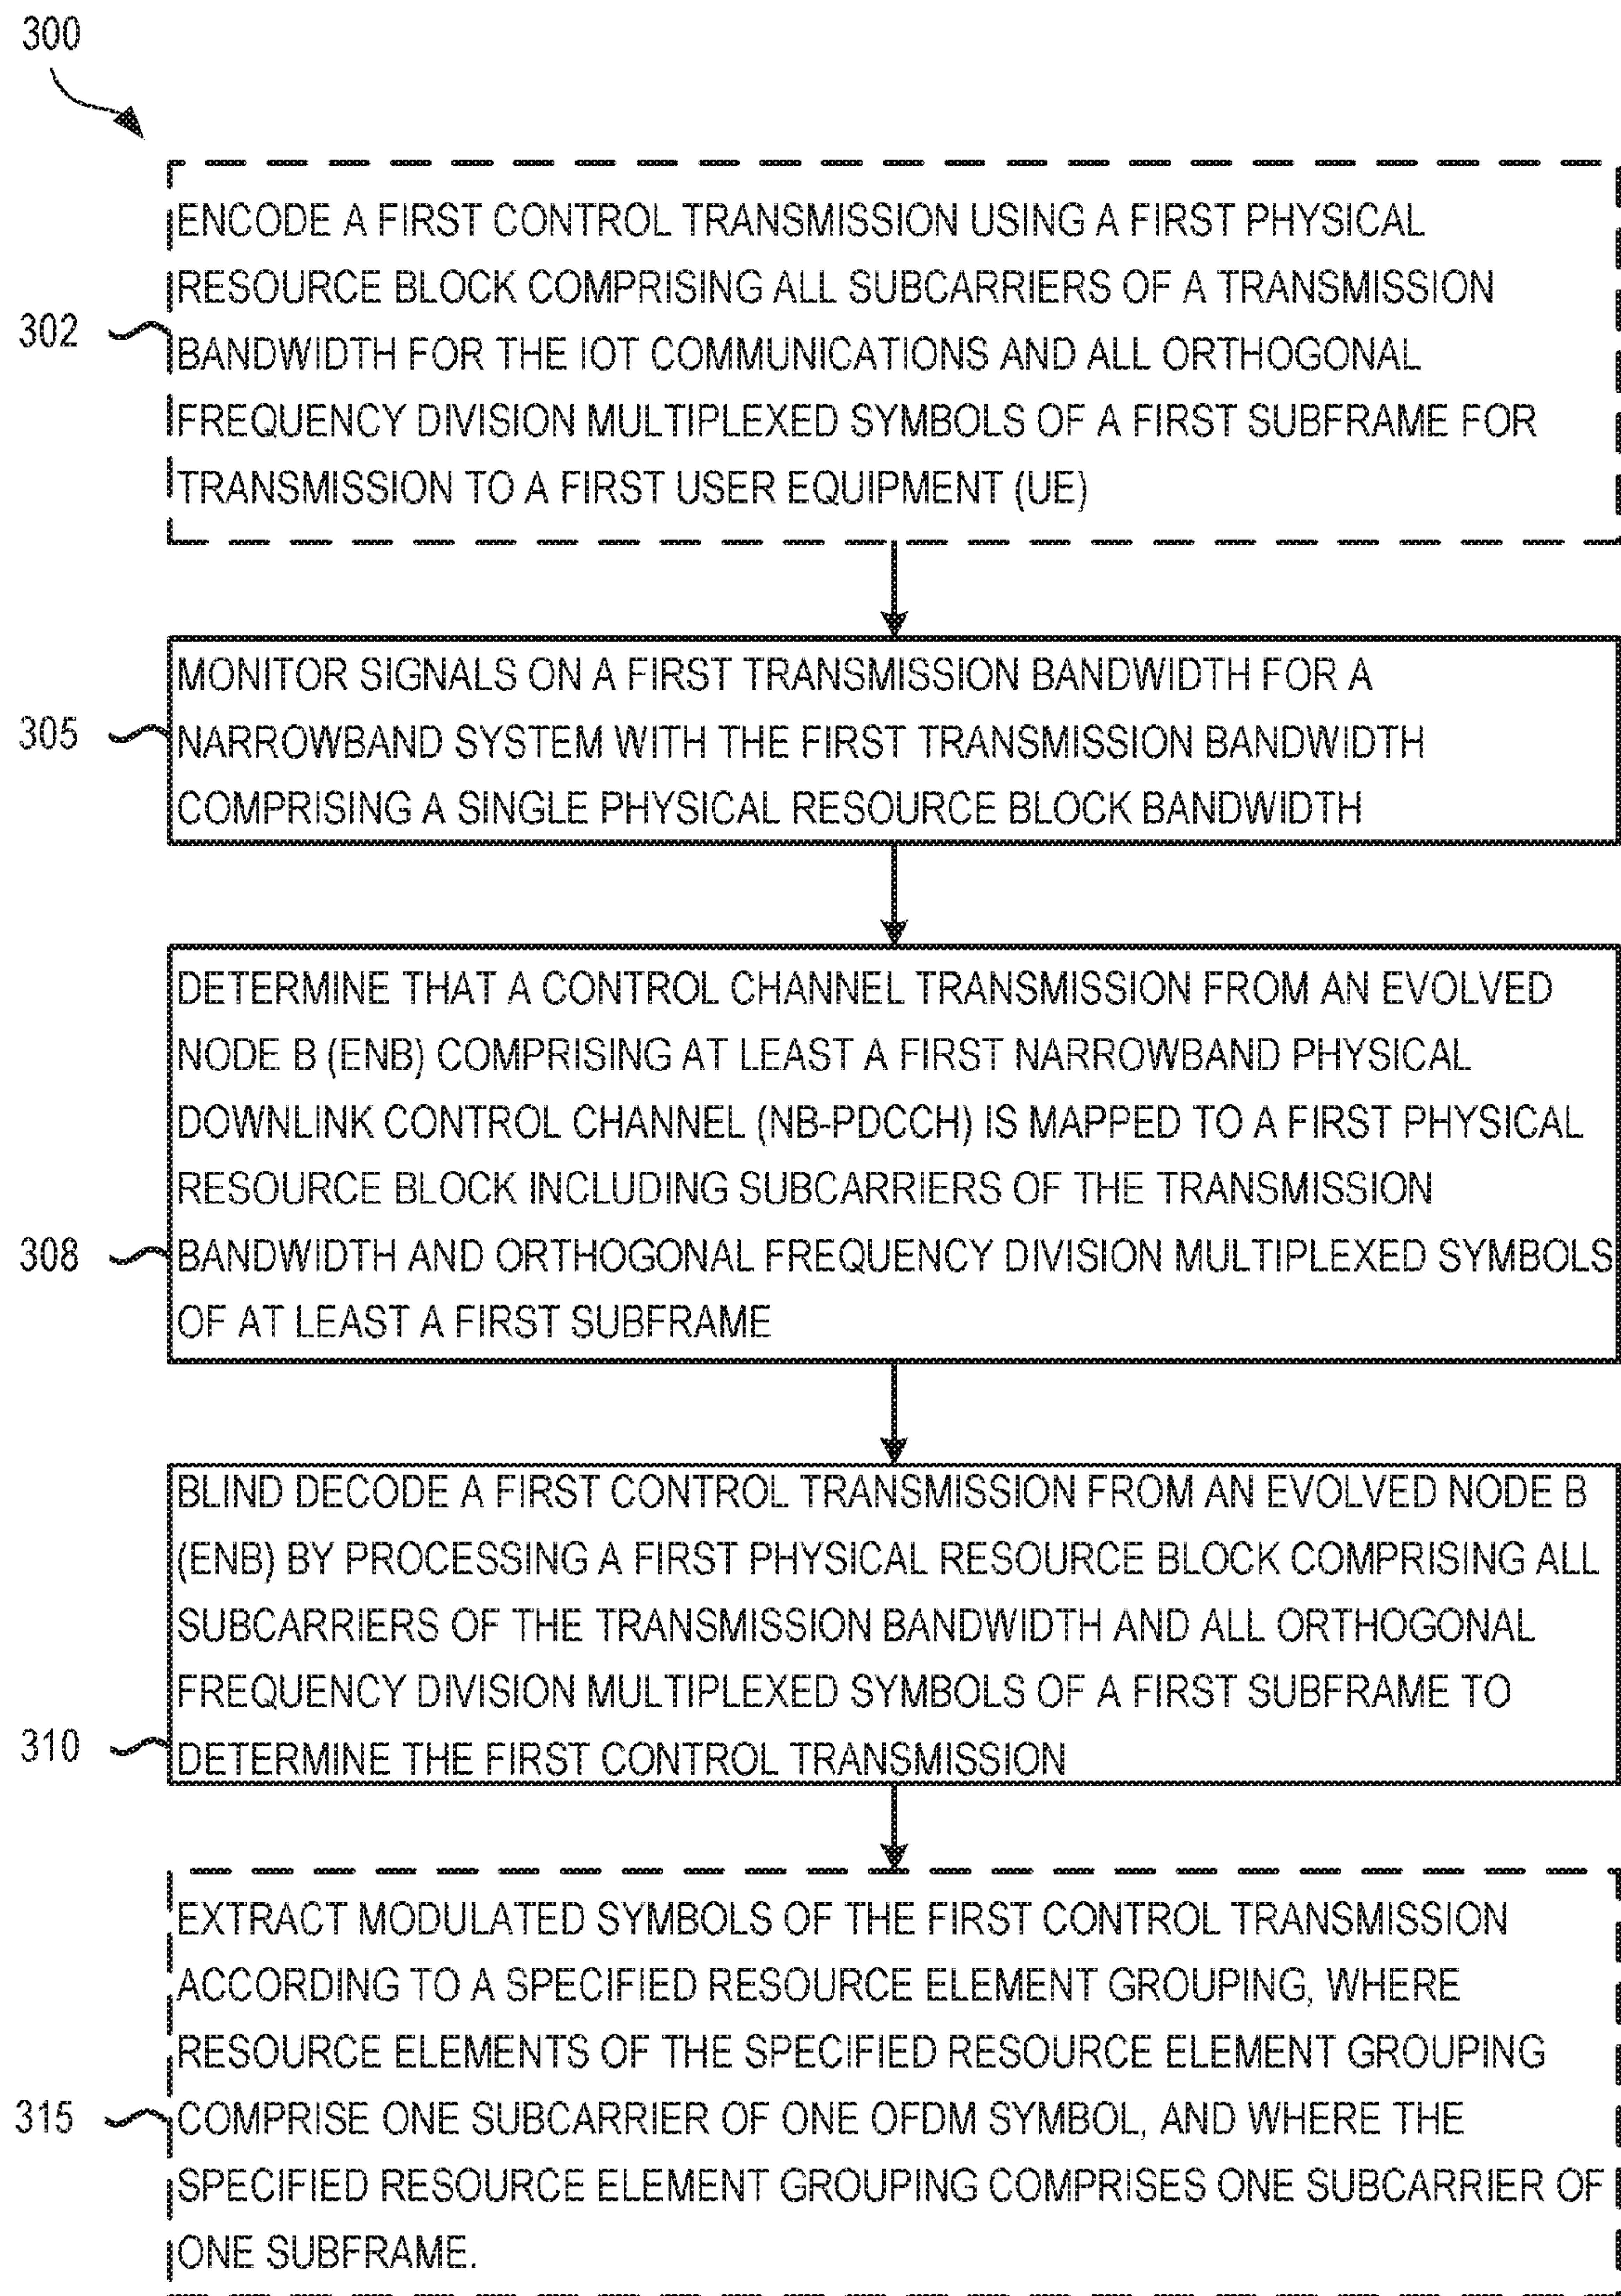 300
ENCODE A FIRST CONTROL TRANSMISSION USING A FIRST PHYSICAL
RESOURCE BLOCK COMPRISING ALL SUBCARRIERS OF A TRANSMISSION
302
BANDWIDTH FOR THE IOT COMMUNICATIONS AND ALL ORTHOGONAL
FREQUENCY DIVISION MULTIPLEXED SYMBOLS OF A FIRST SUBFRAME FOR
TRANSMISSION TO A FIRST USER EQUIPMENT (UE)
MONITOR SIGNALS ON A FIRST TRANSMISSION BANDWIDTH FOR A
305
NARROWBAND SYSTEM WITH THE FIRST TRANSMISSION BANDWIDTH
COMPRISING A SINGLE PHYSICAL RESOURCE BLOCK BANDWIDTH
DETERMINE THAT A CONTROL CHANNEL TRANSMISSION FROM AN EVOLVED
NODE B (ENB) COMPRISING AT LEAST A FIRST NARROWBAND PHYSICAL
DOWNLINK CONTROL CHANNEL (NB-PDCCH) IS MAPPED TO A FIRST PHYSICAL
RESOURCE BLOCK INCLUDING SUBCARRIERS OF THE TRANSMISSION
308
BANDWIDTH AND ORTHOGONAL FREQUENCY DIVISION MULTIPLEXED SYMBOLS
OF AT LEAST A FIRST SUBFRAME
BLIND DECODE A FIRST CONTROL TRANSMISSION FROM AN EVOLVED NODE B
(ENB) BY PROCESSING A FIRST PHYSICAL RESOURCE BLOCK COMPRISING ALL
SUBCARRIERS OF THE TRANSMISSION BANDWIDTH AND ALL ORTHOGONAL
FREQUENCY DIVISION MULTIPLEXED SYMBOLS OF A FIRST SUBFRAME TO
310
DETERMINE THE FIRST CONTROL TRANSMISSION
EXTRACT MODULATED SYMBOLS OF THE FIRST CONTROL TRANSMISSION
ACCORDING TO A SPECIFIED RESOURCE ELEMENT GROUPING, WHERE
RESOURCE ELEMENTS OF THE SPECIFIED RESOURCE ELEMENT GROUPING
315
COMPRISE ONE SUBCARRIER OF ONE OFDM SYMBOL, AND WHERE THE
SPECIFIED RESOURCE ELEMENT GROUPING COMPRISES ONE SUBCARRIER OF
ONE SUBFRAME.